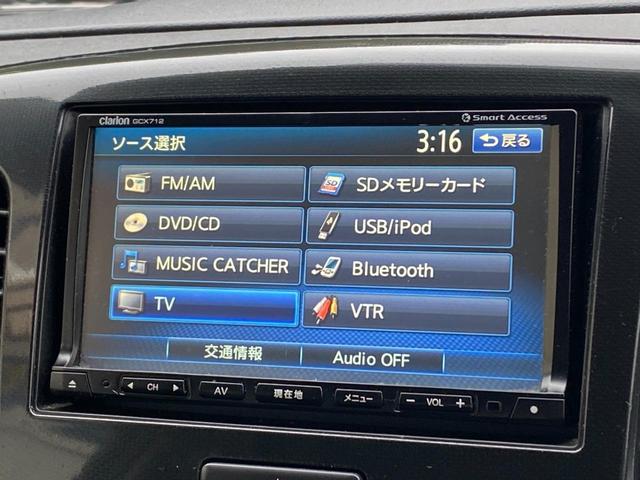 clarion GCX712
Smart Access
ソース選択
3:16
戻る
FM/AM
SDメモリーカード
DVD/CD
USB/iPod
MUSIC CATCHER
Bluetooth
TV
VTR
交通情報
Audio OFF
CH
AV
現在地
メニュー
− VOL +